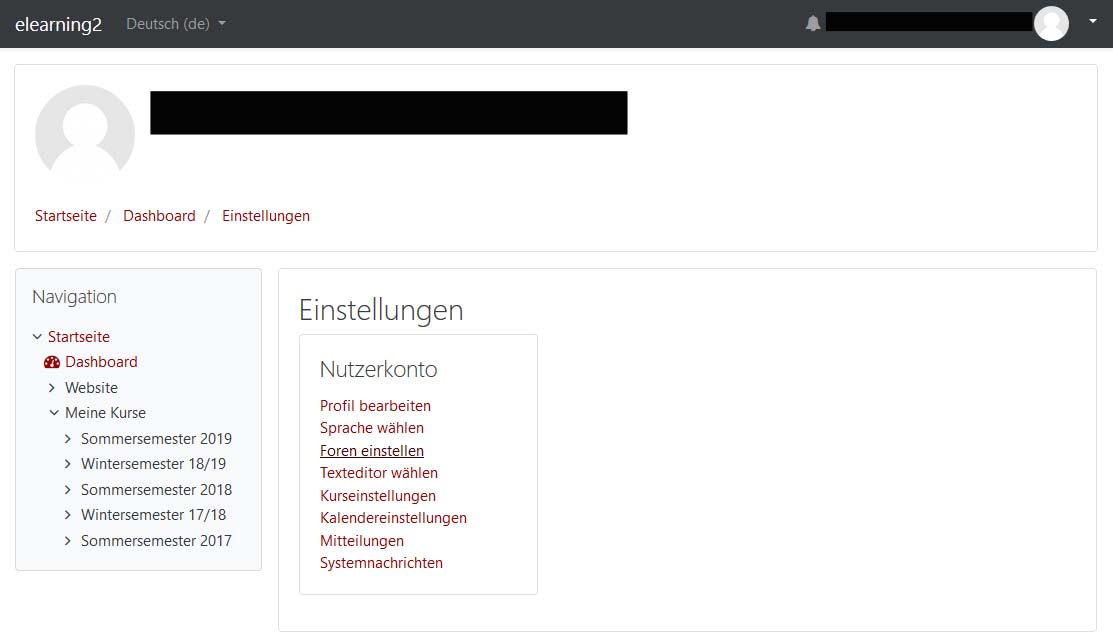 elearning2 Deutsch (de)
Startseite / Dashboard / Einstellungen
Navigation
Startseite
Dashboard
Website
Meine Kurse
Sommersemester 2019
Wintersemester 18/19
Sommersemester 2018
Wintersemester 17/18
Sommersemester 2017
Einstellungen
Nutzerkonto
Profil bearbeiten
Sprache wählen
Foren einstellen
Texteditor wählen
Kurseinstellungen
Kalendereinstellungen
Mitteilungen
Systemnachrichten